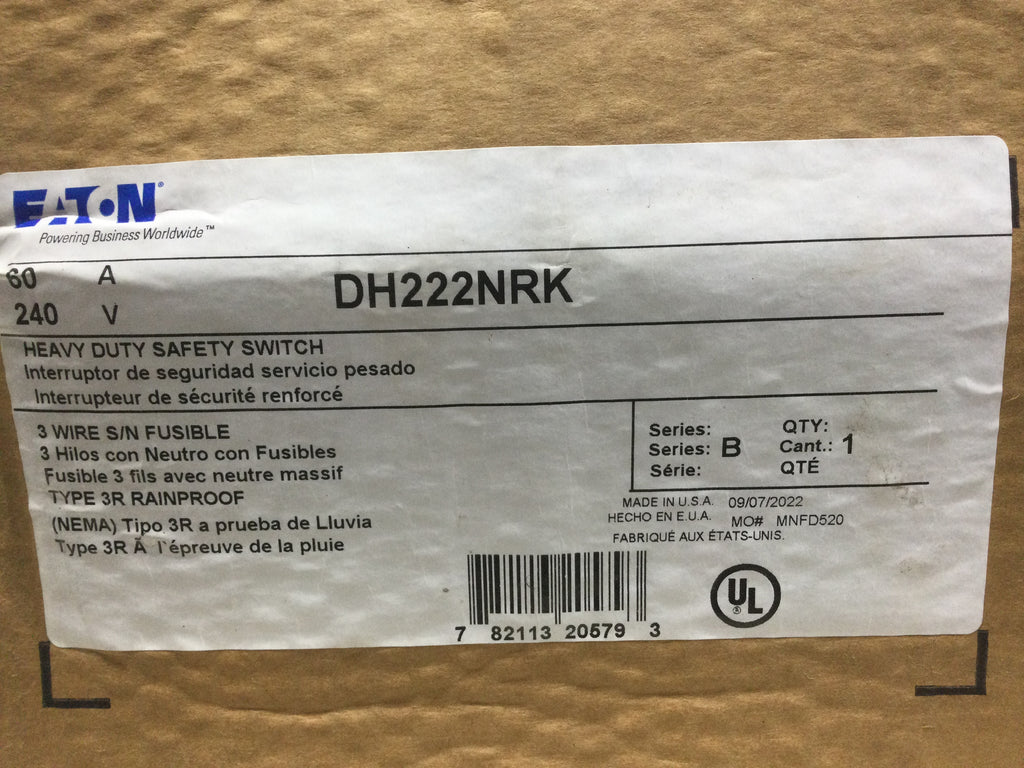 EATON®
Powering Business Worldwide™
60 A
240 V
DH222NRK
HEAVY DUTY SAFETY SWITCH
Interruptor de seguridad servicio pesado
Interrupteur de sécurité renforcé
3 WIRE S/N FUSIBLE
3 Hilos con Neutro con Fusibles
Fusible 3 fils avec neutre massif
TYPE 3R RAINPROOF
(NEMA) Tipo 3R a prueba de Lluvia
Type 3R Ã l'épreuve de la pluie
Series:
Series: B
Série:
QTY:
Cant.: 1
QTÉ
MADE IN U.S.A. 09/07/2022
HECHO EN E.U.A. MO# MNFD520
FABRIQUÉ AUX ÉTATS-UNIS.
7 82113 20579 3
UL®